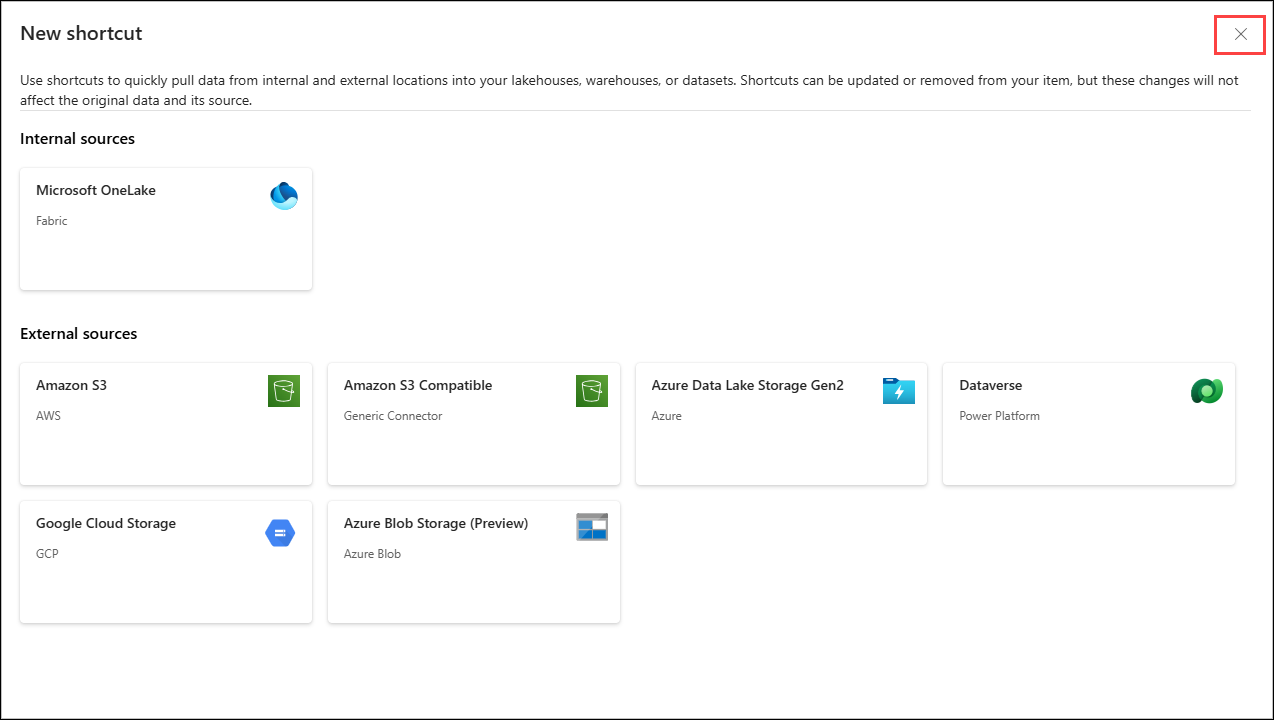 New shortcut
Use shortcuts to quickly pull data from internal and external locations into your lakehouses, warehouses, or datasets. Shortcuts can be updated or removed from your item, but these changes will not
affect the original data and its source.
Internal sources
Microsoft OneLake
Fabric
External sources
Amazon S3
AWS
Amazon S3 Compatible
Generic Connector
Azure Data Lake Storage Gen2
Azure
Dataverse
Power Platform
Google Cloud Storage
GCP
Azure Blob Storage (Preview)
Azure Blob